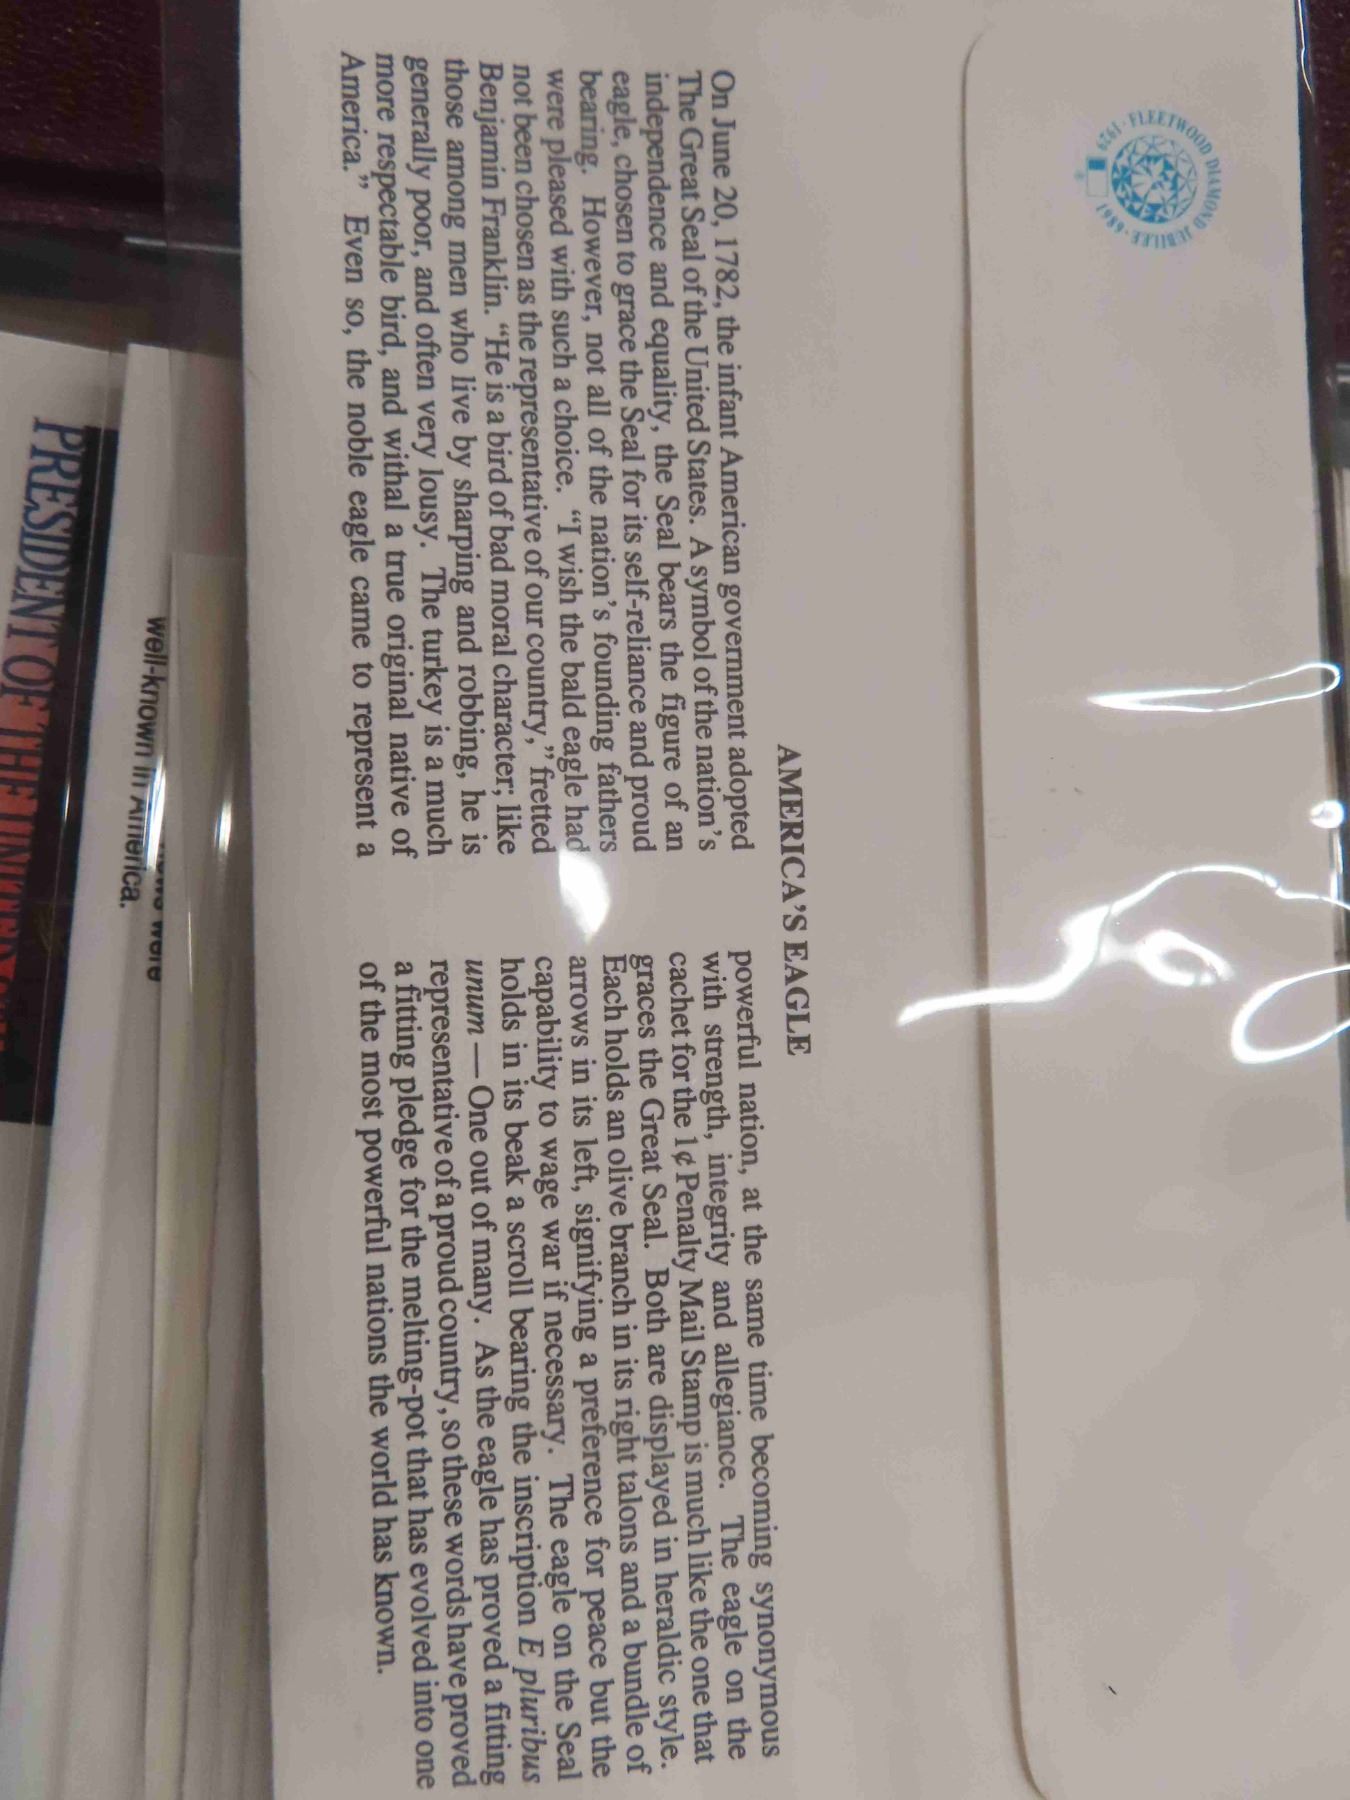 1929 · FLEETWOOD DIAMOND JUBILEE · 1989
AMERICA'S EAGLE
On June 20, 1782, the infant American government adopted
The Great Seal of the United States. A symbol of the nation's
independence and equality, the Seal bears the figure of an
eagle, chosen to grace the Seal for its self-reliance and proud
bearing. However, not all of the nation's founding fathers
were pleased with such a choice. “I wish the bald eagle had
not been chosen as the representative of our country,” fretted
Benjamin Franklin. “He is a bird of bad moral character; like
those among men who live by sharping and robbing, he is
generally poor, and often very lousy. The turkey is a much
more respectable bird, and withal a true original native of
America.” Even so, the noble eagle came to represent a
powerful nation, at the same time becoming synonymous
with strength, integrity and allegiance. The eagle on the
cachet for the 1¢ Penalty Mail Stamp is much like the one that
graces the Great Seal. Both are displayed in heraldic style.
Each holds an olive branch in its right talons and a bundle of
arrows in its left, signifying a preference for peace but the
capability to wage war if necessary. The eagle on the Seal
holds in its beak a scroll bearing the inscription E pluribus
unum — One out of many. As the eagle has proved a fitting
representative of a proud country, so these words have proved
a fitting pledge for the melting-pot that has evolved into one
of the most powerful nations the world has known.
were
well-known in America.
PRESIDENT OF THE UNITED